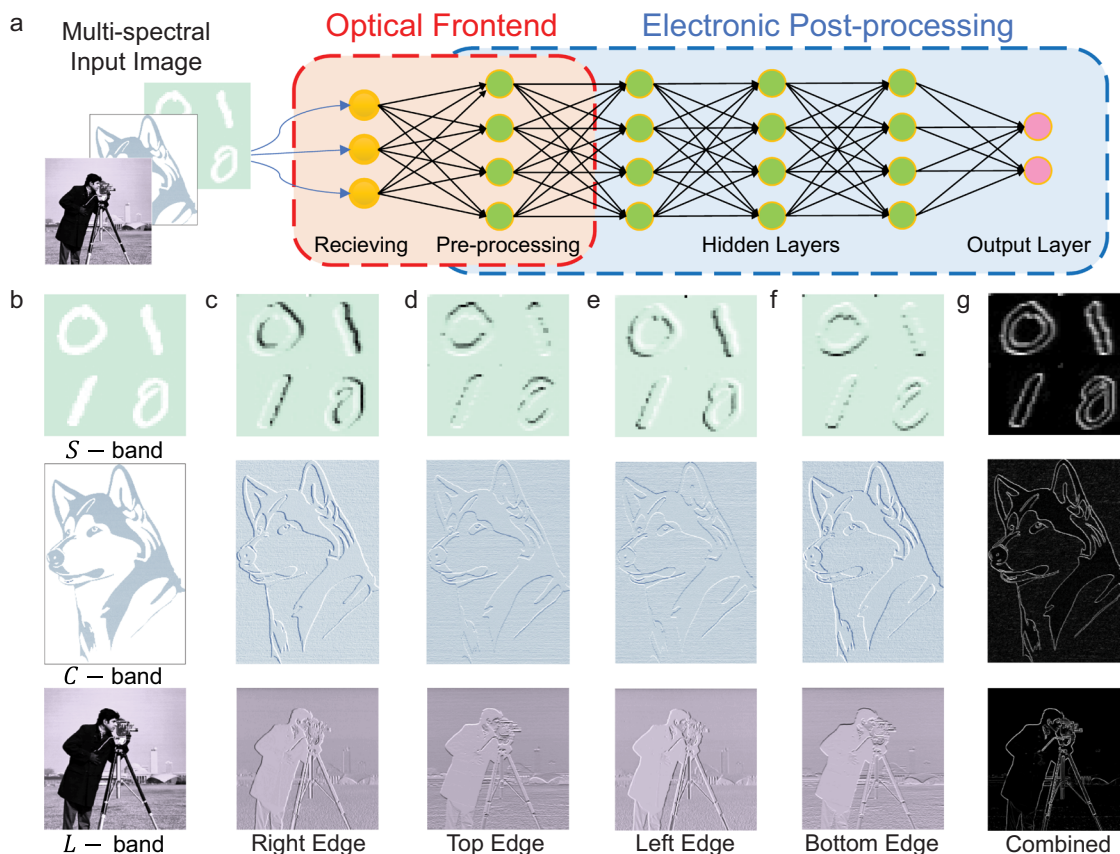 a
Multi-spectral
Input Image
Optical Frontend
Electronic Post-processing
Recieving
Pre-processing
Hidden Layers
Output Layer
b
c
d
e
f
g
S − band
C − band
L − band
Right Edge
Top Edge
Left Edge
Bottom Edge
Combined